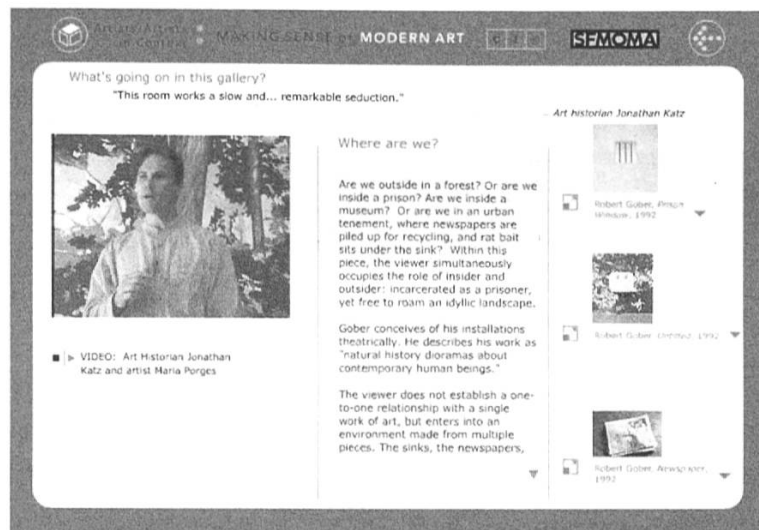 Artists/Artists
in Context
MAKING SENSE of MODERN ART
SFMOMA
What's going on in this gallery?
"This room works a slow and... remarkable seduction."
– Art historian Jonathan Katz
Where are we?
Are we outside in a forest? Or are we
inside a prison? Are we inside a
museum? Or are we in an urban
tenement, where newspapers are
piled up for recycling, and rat bait
sits under the sink? Within this
piece, the viewer simultaneously
occupies the role of insider and
outsider: incarcerated as a prisoner,
yet free to roam an idyllic landscape.
Gober conceives of his installations
theatrically. He describes his work as
"natural history dioramas about
contemporary human beings."
The viewer does not establish a one-
to-one relationship with a single
work of art, but enters into an
environment made from multiple
pieces. The sinks, the newspapers,
VIDEO: Art Historian Jonathan
Katz and artist Maria Porges
Robert Gober, Prison
Window, 1992
Robert Gober, Untitled, 1992
Robert Gober, Newspaper,
1992